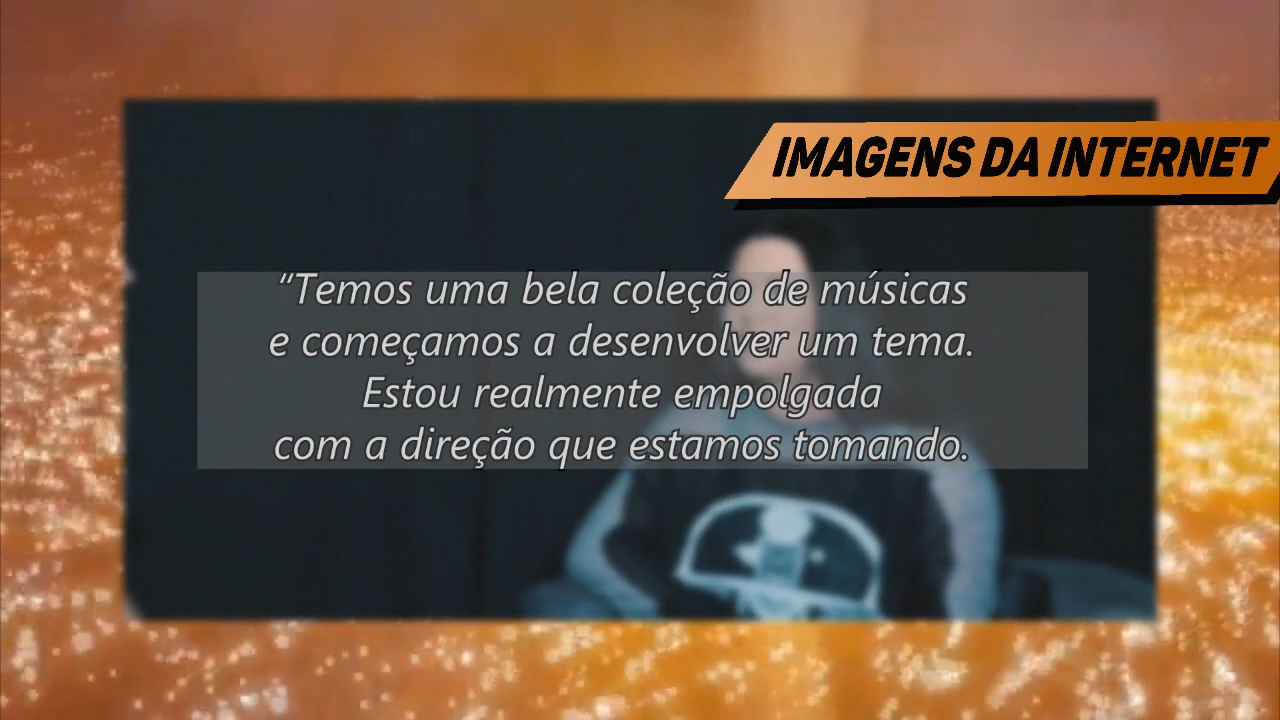 IMAGENS DA INTERNET
“Temos uma bela coleção de músicas
e começamos a desenvolver um tema.
Estou realmente empolgada
com a direção que estamos tomando.